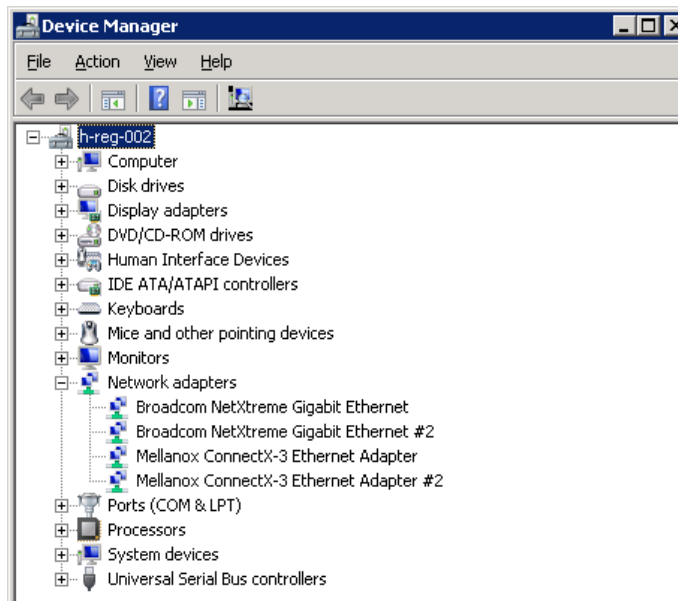 Device Manager
File Action View Help
h-reg-002
Computer
Disk drives
Display adapters
DVD/CD-ROM drives
Human Interface Devices
IDE ATA/ATAPI controllers
Keyboards
Mice and other pointing devices
Monitors
Network adapters
Broadcom NetXtreme Gigabit Ethernet
Broadcom NetXtreme Gigabit Ethernet #2
Mellanox ConnectX-3 Ethernet Adapter
Mellanox ConnectX-3 Ethernet Adapter #2
Ports (COM & LPT)
Processors
System devices
Universal Serial Bus controllers